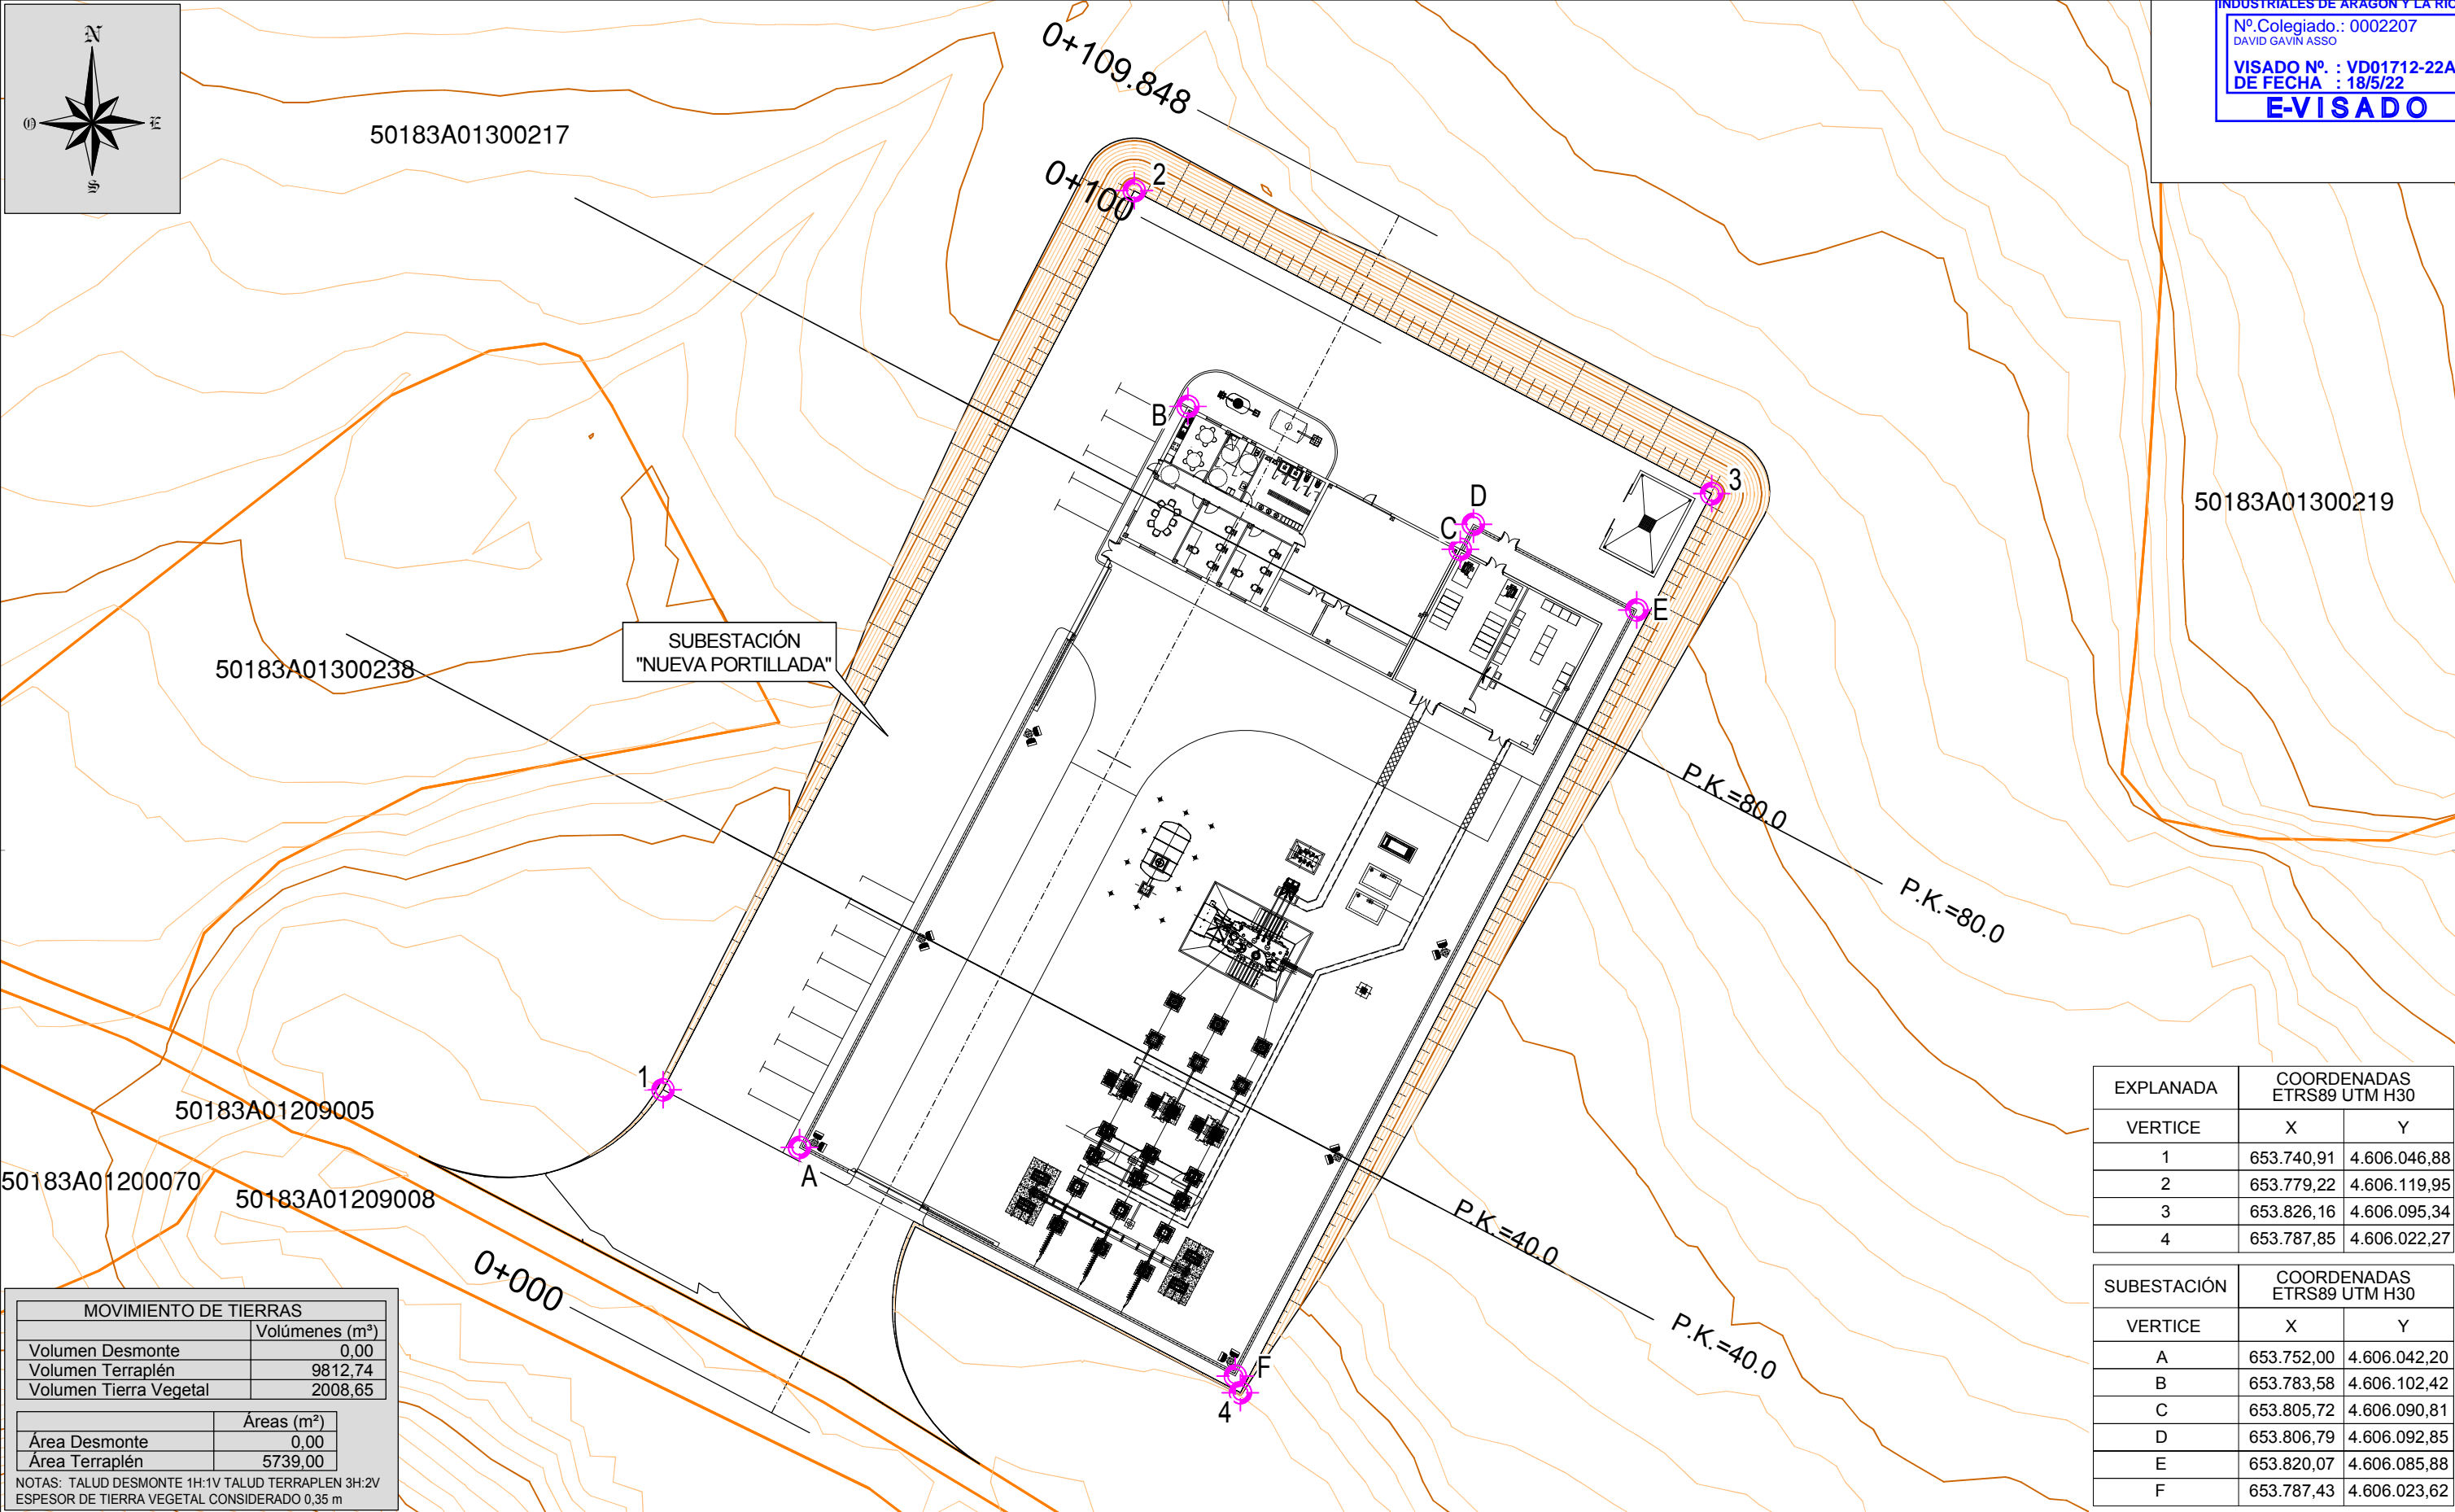 N
O
E
S
INDUSTRIALES DE ARAGÓN Y LA RIO
Nº.Colegiado.: 0002207
DAVID GAVÍN ASSO
VISADO Nº. : VD01712-22A
DE FECHA : 18/5/22
E-VISADO
0+109.848
50183A01300217
0+100
2
3
B
D
C
E
50183A01300219
SUBESTACIÓN
"NUEVA PORTILLADA"
50183A01300238
P.K.=80.0
P.K.=80.0
1
A
50183A01209005
50183A01200070
50183A01209008
0+000
P.K.=40.0
P.K.=40.0
F
4
EXPLANADA COORDENADAS
ETRS89 UTM H30
VERTICE X Y
1 653.740,91 4.606.046,88
2 653.779,22 4.606.119,95
3 653.826,16 4.606.095,34
4 653.787,85 4.606.022,27
SUBESTACIÓN COORDENADAS
ETRS89 UTM H30
VERTICE X Y
A 653.752,00 4.606.042,20
B 653.783,58 4.606.102,42
C 653.805,72 4.606.090,81
D 653.806,79 4.606.092,85
E 653.820,07 4.606.085,88
F 653.787,43 4.606.023,62
MOVIMIENTO DE TIERRAS
Volúmenes (m³)
Volumen Desmonte 0,00
Volumen Terraplén 9812,74
Volumen Tierra Vegetal 2008,65
Áreas (m²)
Área Desmonte 0,00
Área Terraplén 5739,00
NOTAS: TALUD DESMONTE 1H:1V TALUD TERRAPLEN 3H:2V
ESPESOR DE TIERRA VEGETAL CONSIDERADO 0,35 m